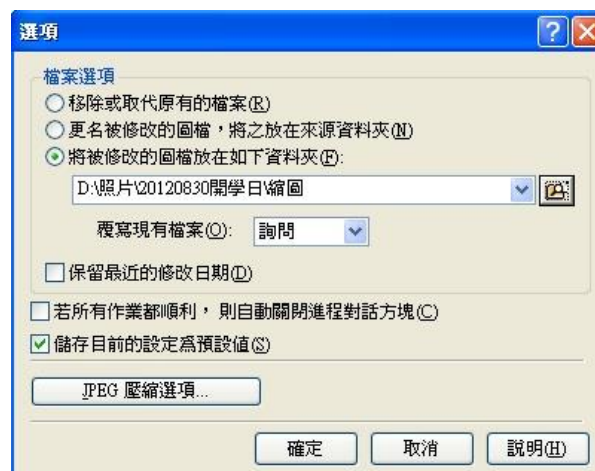 選項
檔案選項
移除或取代原有的檔案(R)
更名被修改的圖檔,將之放在來源資料夾(N)
將被修改的圖檔放在如下資料夾(F):
D:\照片\20120830開學日\縮圖
覆寫現有檔案(O): 詢問
保留最近的修改日期(D)
若所有作業都順利, 則自動關閉進程對話方塊(C)
儲存目前的設定為預設值(S)
JPEG 壓縮選項...
確定 取消 說明(H)